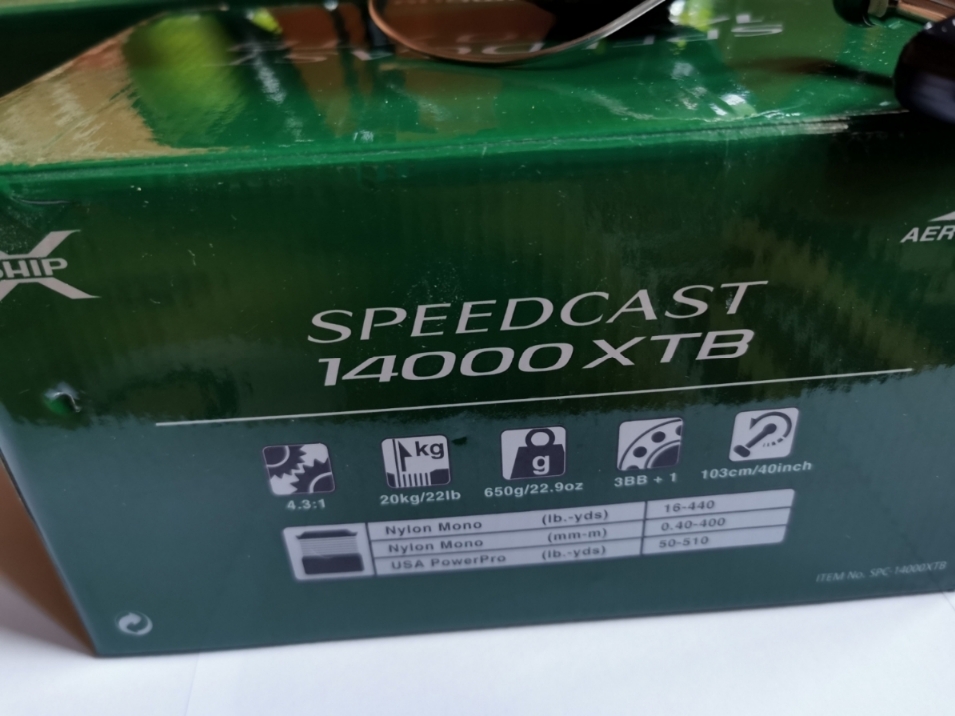 SHIP
AER
SPEEDCAST
14000 XTB
kg
g
4.3:1
20kg/22lb
650g/22.9oz
3BB + 1
103cm/40inch
Nylon Mono (lb.-yds) 16-440
Nylon Mono (mm-m) 0.40-400
USA PowerPro (lb.-yds) 50-510
ITEM No. SPC-14000XTB